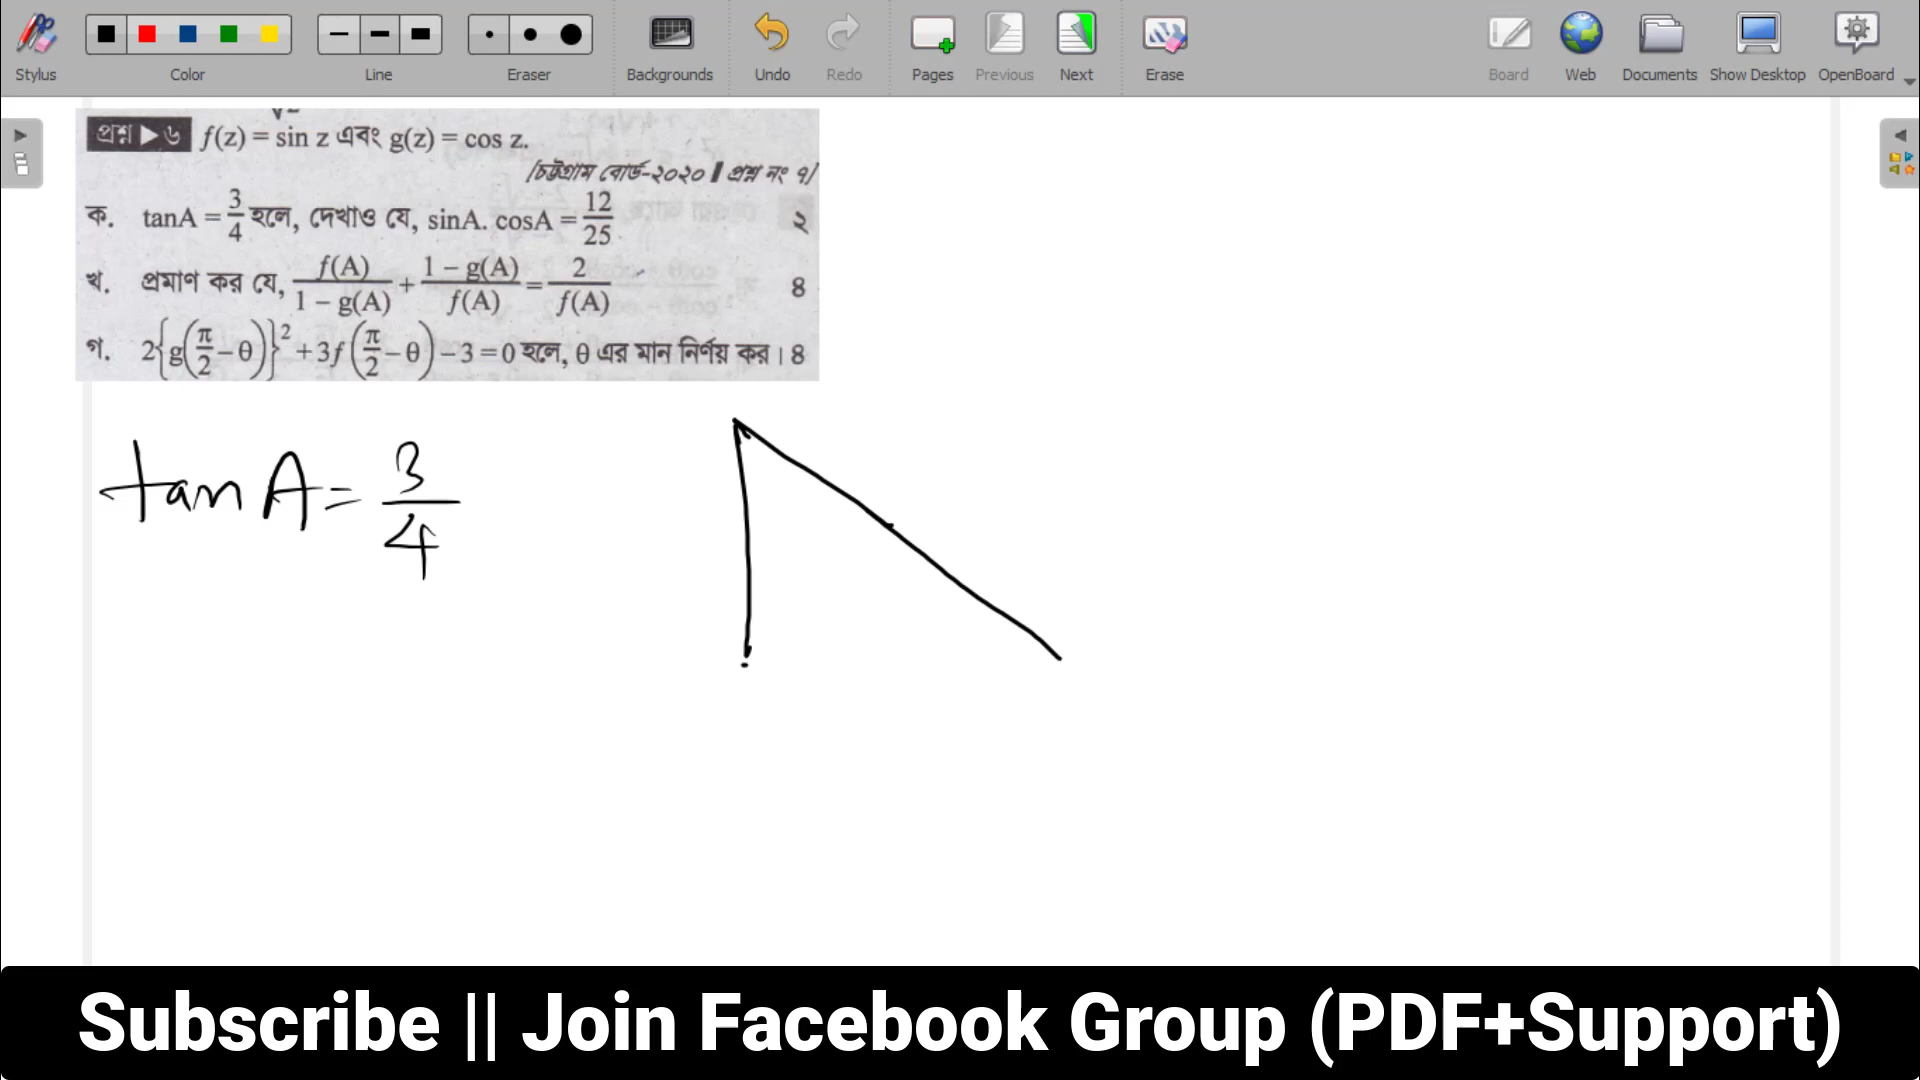 Stylus
Color
Line
Eraser
Backgrounds
Undo
Redo
Pages
Previous
Next
Erase
Board
Web
Documents
Show Desktop
OpenBoard
প্রশ্ন ▶ ৬ f(z) = sin z এবং g(z) = cos z.
/চট্টগ্রাম বোর্ড-২০২০ ॥ প্রশ্ন নং ৭/
ক. tanA = 3/4 হলে, দেখাও যে, sinA. cosA = 12/25 ২
খ. প্রমাণ কর যে, f(A)/(1 – g(A)) + (1 – g(A))/f(A) = 2/f(A) 8
গ. 2{g(π/2 – θ)}² + 3f(π/2 – θ) – 3 = 0 হলে, θ এর মান নির্ণয় কর। 8
tan A = 3/4
Subscribe || Join Facebook Group (PDF+Support)